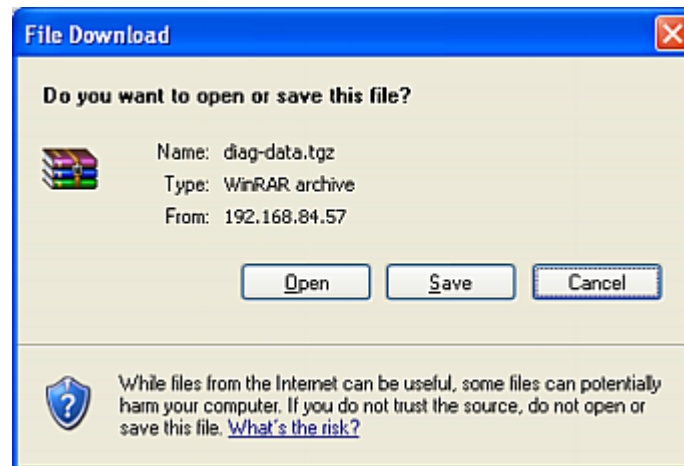 File Download
Do you want to open or save this file?
Name: diag-data.tgz
Type: WinRAR archive
From: 192.168.84.57
Open Save Cancel
While files from the Internet can be useful, some files can potentially
harm your computer. If you do not trust the source, do not open or
save this file. What's the risk?